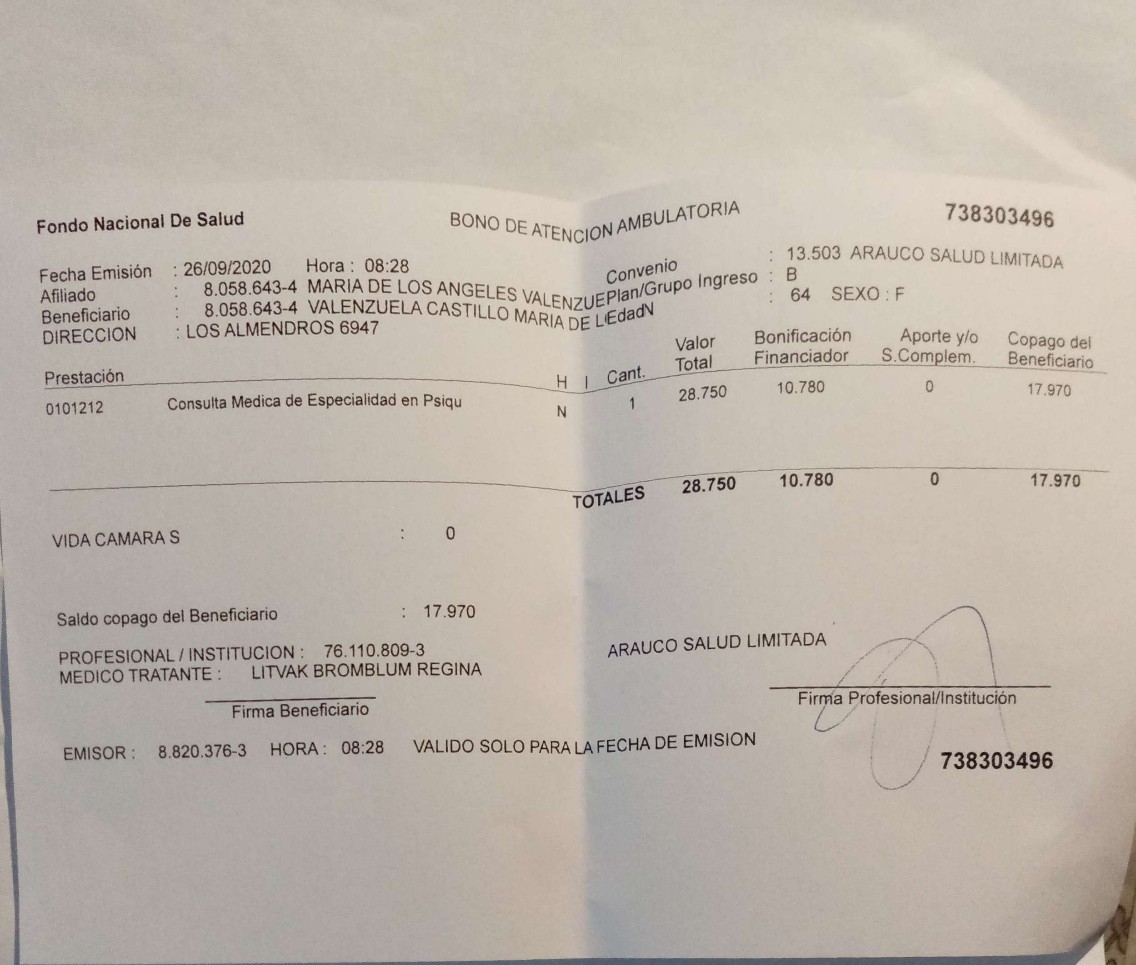 Fondo Nacional De Salud BONO DE ATENCION AMBULATORIA 738303496
Fecha Emisión : 26/09/2020 Hora : 08:28 Convenio : 13.503 ARAUCO SALUD LIMITADA
Afiliado : 8.058.643-4 MARIA DE LOS ANGELES VALENZUE Plan/Grupo Ingreso : B
Beneficiario : 8.058.643-4 VALENZUELA CASTILLO MARIA DE L Edad : 64 SEXO : F
DIRECCION : LOS ALMENDROS 6947
Prestación H I Cant. Valor Total Bonificación Financiador Aporte y/o S.Complem. Copago del Beneficiario
0101212 Consulta Medica de Especialidad en Psiqu N 1 28.750 10.780 0 17.970
TOTALES 28.750 10.780 0 17.970
VIDA CAMARA S : 0
Saldo copago del Beneficiario : 17.970
PROFESIONAL / INSTITUCION : 76.110.809-3 ARAUCO SALUD LIMITADA
MEDICO TRATANTE : LITVAK BROMBLUM REGINA
Firma Beneficiario Firma Profesional/Institución
EMISOR : 8.820.376-3 HORA : 08:28 VALIDO SOLO PARA LA FECHA DE EMISION 738303496